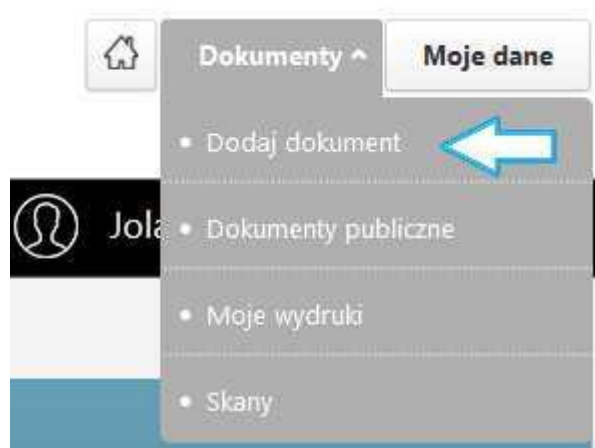 Dokumenty
Moje dane
Dodaj dokument
Dokumenty publiczne
Moje wydruki
Skany